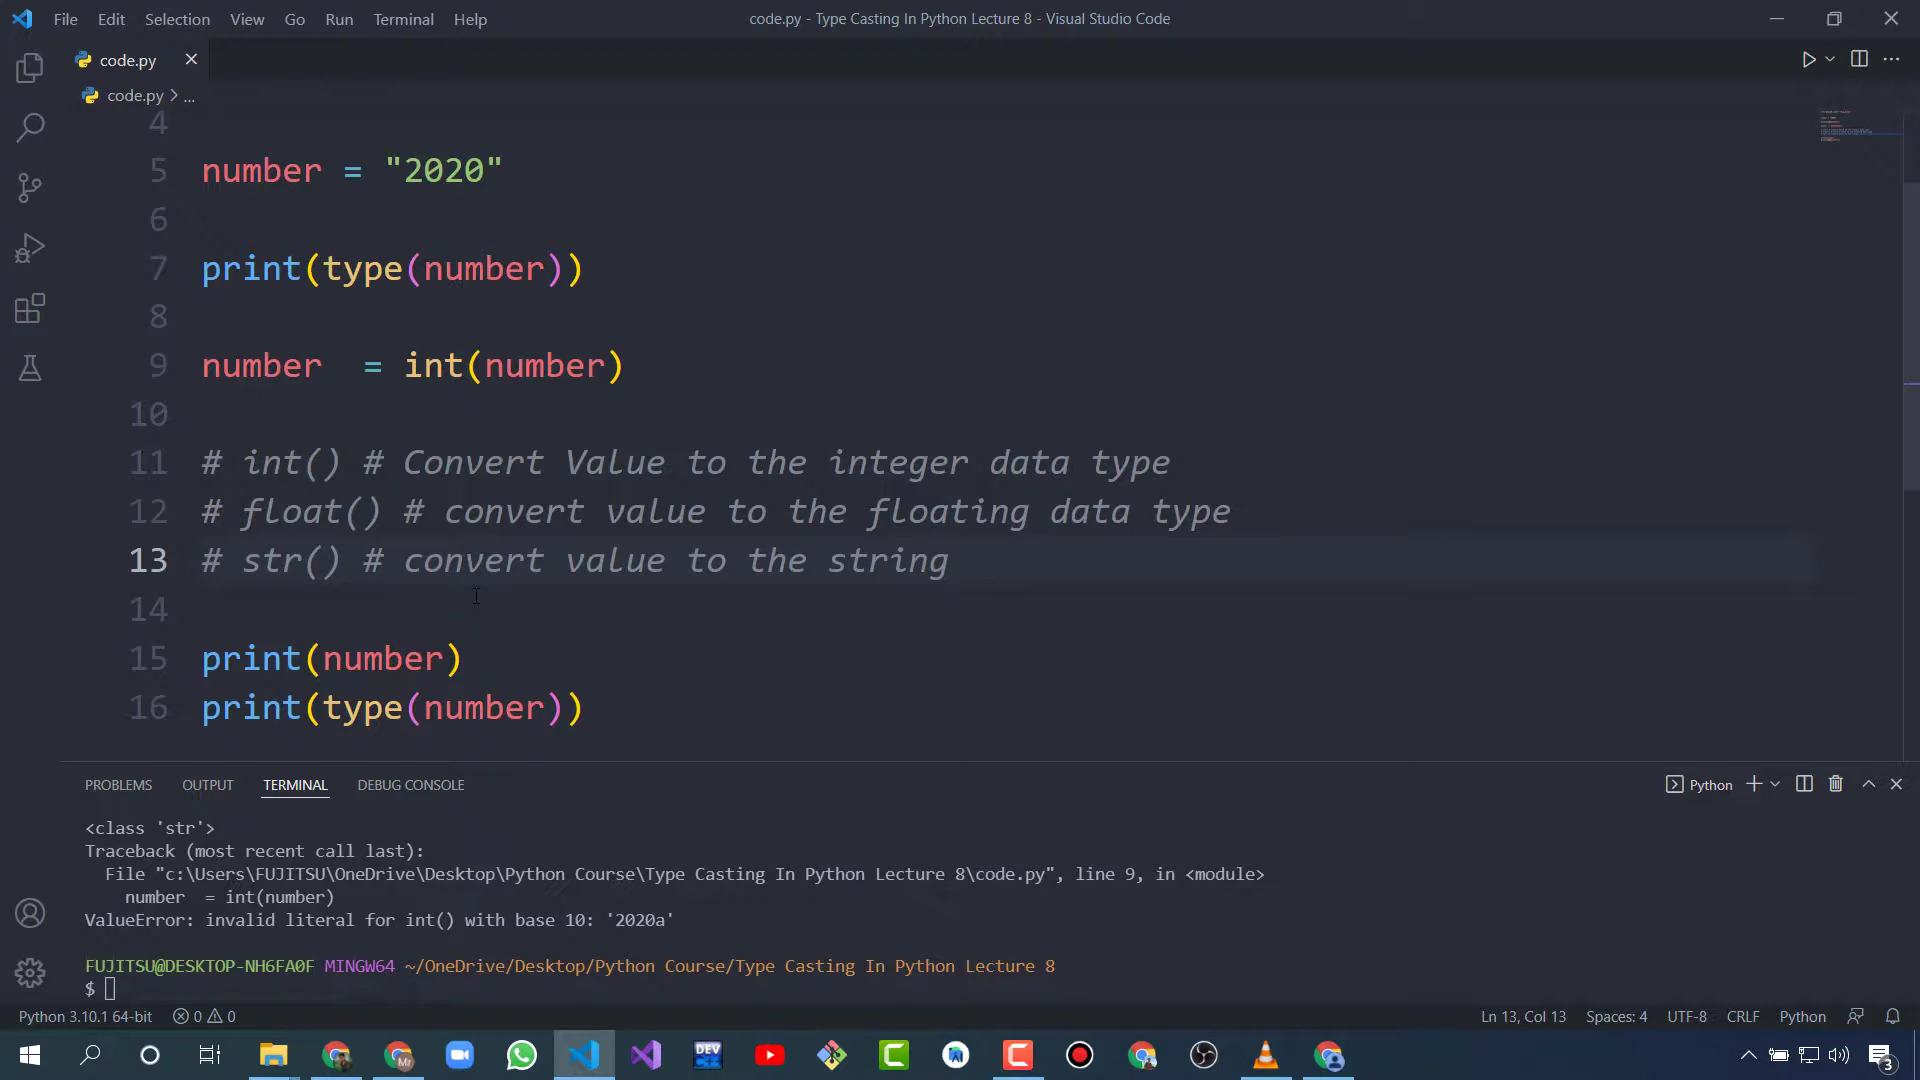 File Edit Selection View Go Run Terminal Help
code.py - Type Casting In Python Lecture 8 - Visual Studio Code
code.py
code.py > ...
4
5 number = "2020"
6
7 print(type(number))
8
9 number  = int(number)
10
11 # int() # Convert Value to the integer data type
12 # float() # convert value to the floating data type
13 # str() # convert value to the string
14
15 print(number)
16 print(type(number))
PROBLEMS OUTPUT TERMINAL DEBUG CONSOLE
Python
<class 'str'>
Traceback (most recent call last):
  File "c:\Users\FUJITSU\OneDrive\Desktop\Python Course\Type Casting In Python Lecture 8\code.py", line 9, in <module>
    number  = int(number)
ValueError: invalid literal for int() with base 10: '2020a'
FUJITSU@DESKTOP-NH6FA0F MINGW64 ~/OneDrive/Desktop/Python Course/Type Casting In Python Lecture 8
$
Python 3.10.1 64-bit 0 0 Ln 13, Col 13 Spaces: 4 UTF-8 CRLF Python
DEV
3